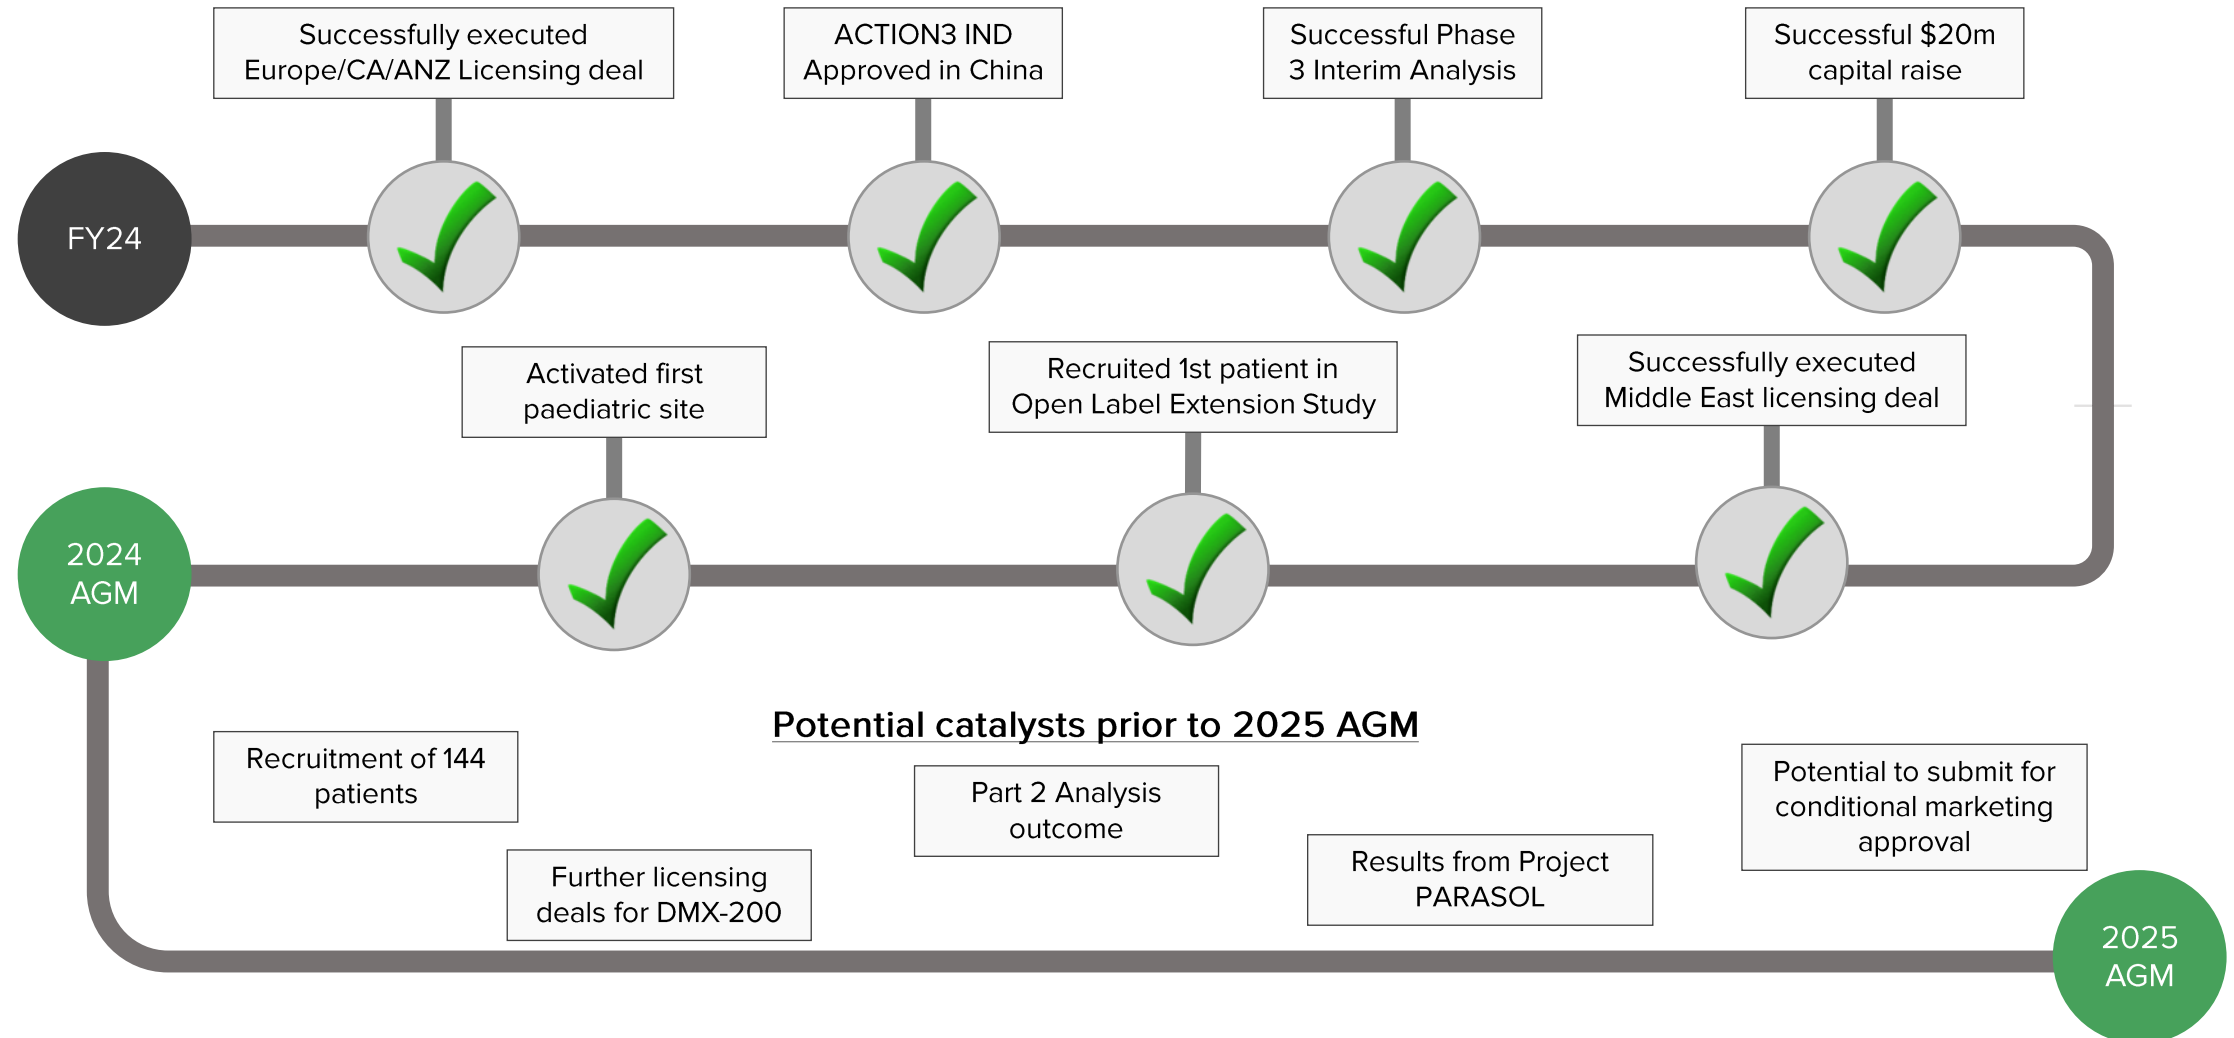 Successfully executed
Europe/CA/ANZ Licensing deal
ACTION3 IND
Approved in China
Successful Phase
3 Interim Analysis
Successful $20m
capital raise
FY24
Activated first
paediatric site
Recruited 1st patient in
Open Label Extension Study
Successfully executed
Middle East licensing deal
2024
AGM
Potential catalysts prior to 2025 AGM
Recruitment of 144
patients
Further licensing
deals for DMX-200
Part 2 Analysis
outcome
Results from Project
PARASOL
Potential to submit for
conditional marketing
approval
2025
AGM